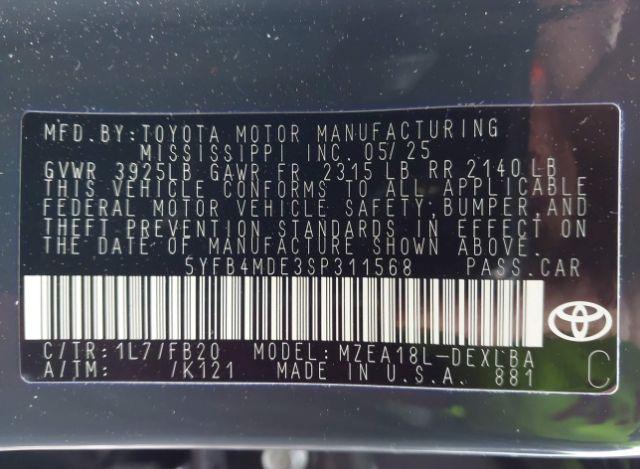 MFD.BY:TOYOTA MOTOR MANUFACTURING
MISSISSIPPI INC. 05/25
GVWR 3925LB GAWR FR 2315 LB RR 2140 LB
THIS VEHICLE CONFORMS TO ALL APPLICABLE
FEDERAL MOTOR VEHICLE SAFETY,BUMPER,AND
THEFT PREVENTION STANDARDS IN EFFECT ON
THE DATE OF MANUFACTURE SHOWN ABOVE.
5YFB4MDE3SP311568 PASS.CAR
C/TR:1L7/FB20 MODEL:MZEA18L-DEXLBA
A/TM: /K121 MADE IN U.S.A. 881 C